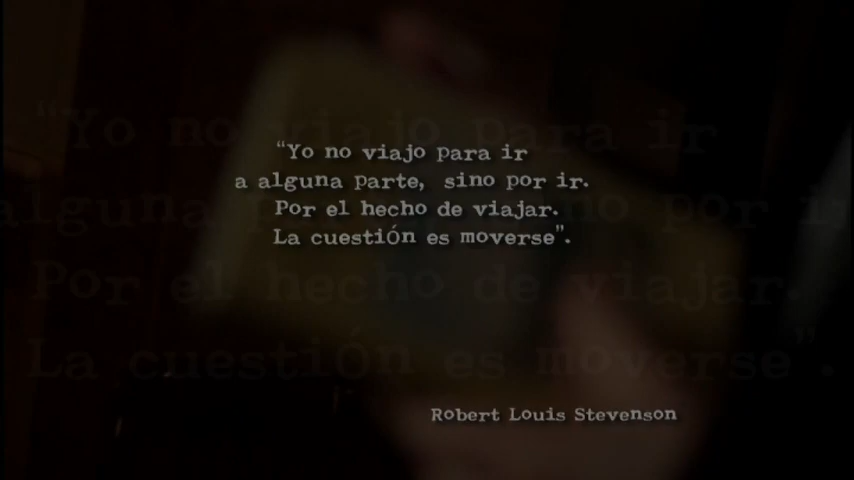 “Yo no viajo para ir
a alguna parte, sino por ir.
Por el hecho de viajar.
La cuestión es moverse”.
Robert Louis Stevenson